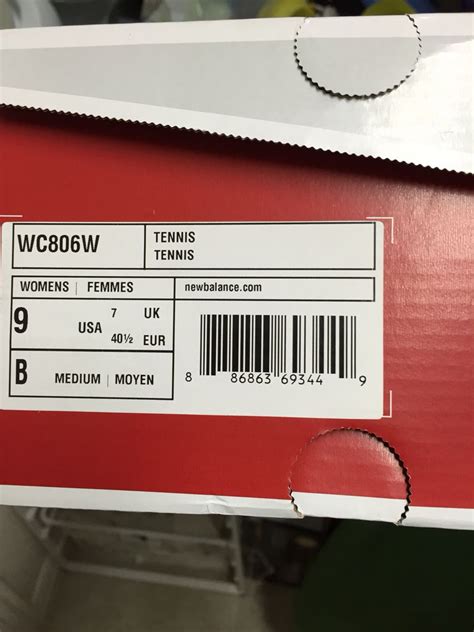 WC806W
TENNIS
TENNIS
WOMENS | FEMMES
newbalance.com
9 USA 7 UK
40½ EUR
B MEDIUM | MOYEN
8 86863 69344 9